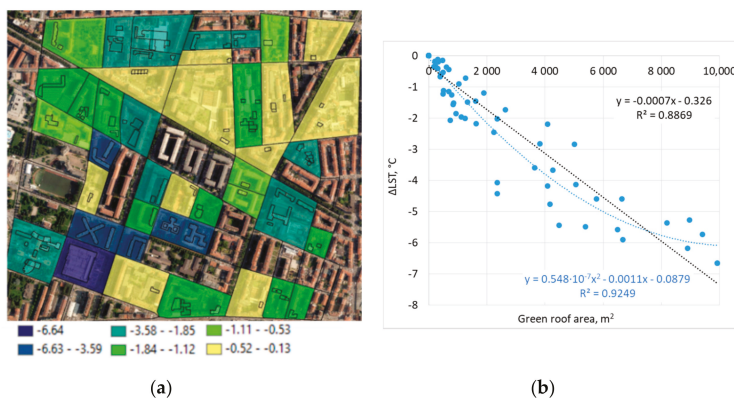 -6.64
-3.58 - -1.85
-1.11 - -0.53
-6.63 - -3.59
-1.84 - -1.12
-0.52 - -0.13
(a)
0
-1
-2
-3
-4
-5
-6
-7
-8
0
2 000
4 000
6 000
8 000
10,000
ΔLST, °C
y = -0.0007x - 0.326
R² = 0.8869
y = 0.548·10⁻⁷x² - 0.0011x - 0.0879
R² = 0.9249
Green roof area, m²
(b)